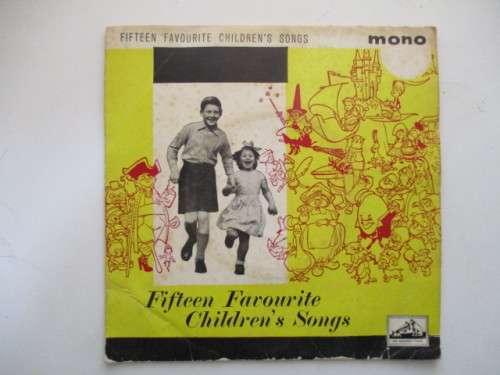 FIFTEEN FAVOURITE CHILDREN'S SONGS
mono
Fifteen Favourite
Children's Songs